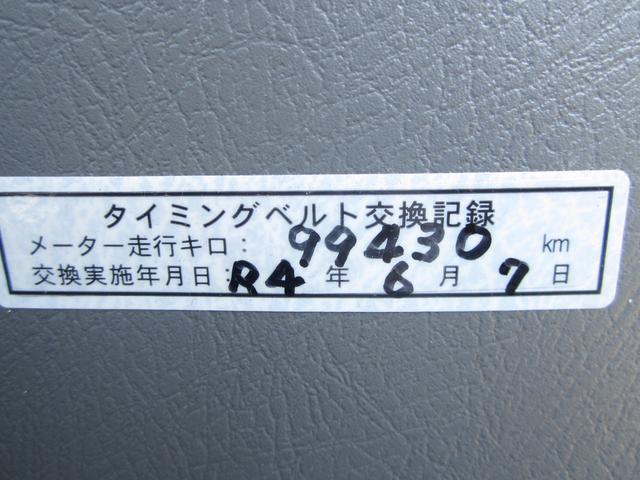 タイミングベルト交換記録
メーター走行キロ: 99430 km
交換実施年月日: R4 年 6 月 7 日